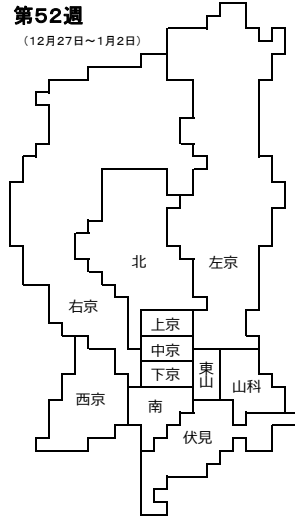 第52週
（12月27日～1月2日）
北
左京
右京
上京
中京
下京
東山
山科
西京
南
伏見